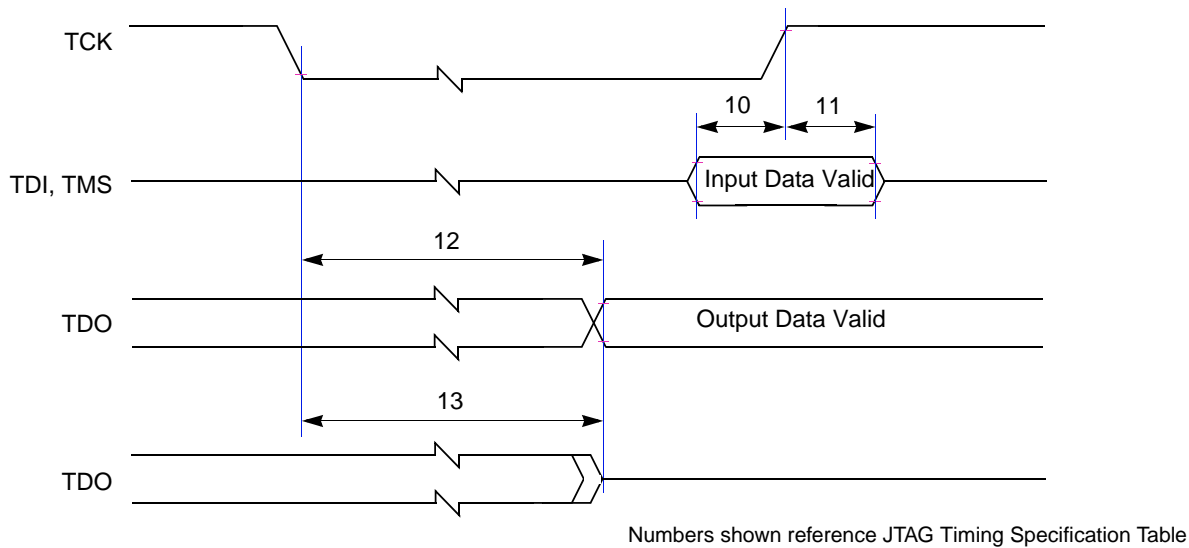 TCK
10
11
TDI, TMS
Input Data Valid
12
TDO
Output Data Valid
13
TDO
Numbers shown reference JTAG Timing Specification Table